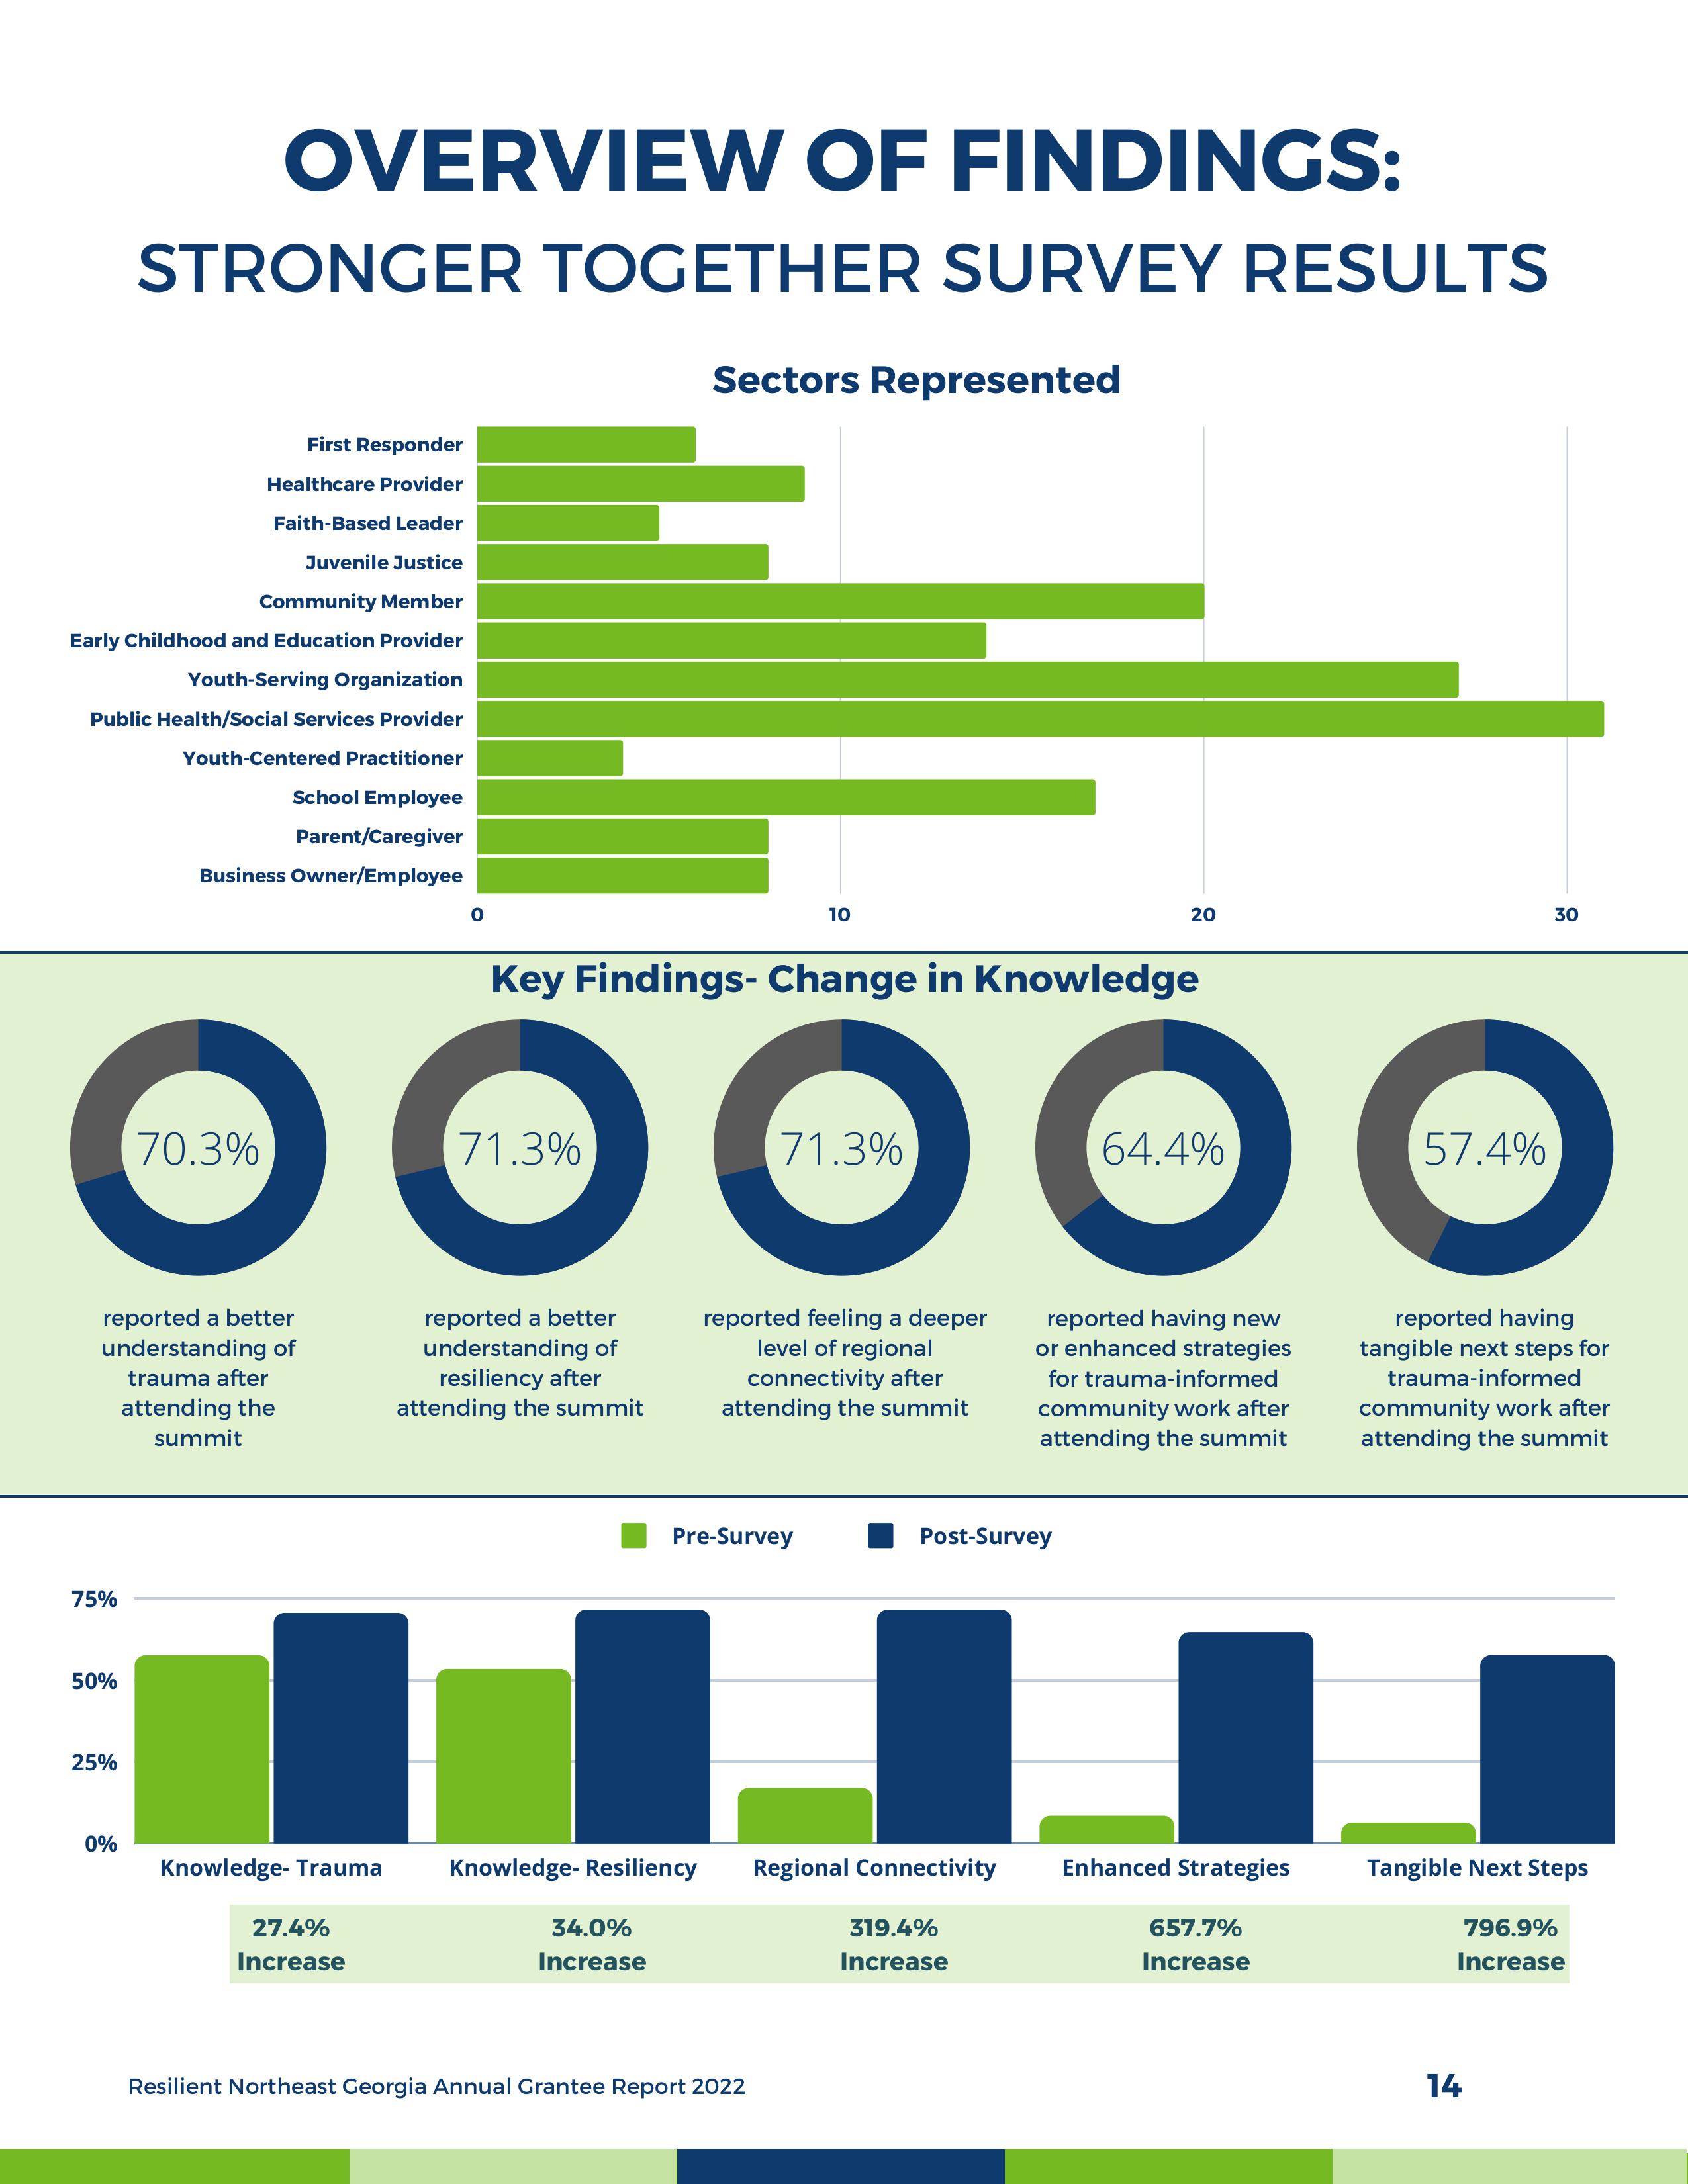 OVERVIEW OF FINDINGS:
STRONGER TOGETHER SURVEY RESULTS
Sectors Represented
First Responder
Healthcare Provider
Faith-Based Leader
Juvenile Justice
Community Member
Early Childhood and Education Provider
Youth-Serving Organization
Public Health/Social Services Provider
Youth-Centered Practitioner
School Employee
Parent/Caregiver
Business Owner/Employee
0 10 20 30
Key Findings- Change in Knowledge
70.3%
reported a better
understanding of
trauma after
attending the
summit
71.3%
reported a better
understanding of
resiliency after
attending the summit
71.3%
reported feeling a deeper
level of regional
connectivity after
attending the summit
64.4%
reported having new
or enhanced strategies
for trauma-informed
community work after
attending the summit
57.4%
reported having
tangible next steps for
trauma-informed
community work after
attending the summit
Pre-Survey Post-Survey
75%
50%
25%
0%
Knowledge- Trauma Knowledge- Resiliency Regional Connectivity Enhanced Strategies Tangible Next Steps
27.4% 34.0% 319.4% 657.7% 796.9%
Increase Increase Increase Increase Increase
Resilient Northeast Georgia Annual Grantee Report 2022 14